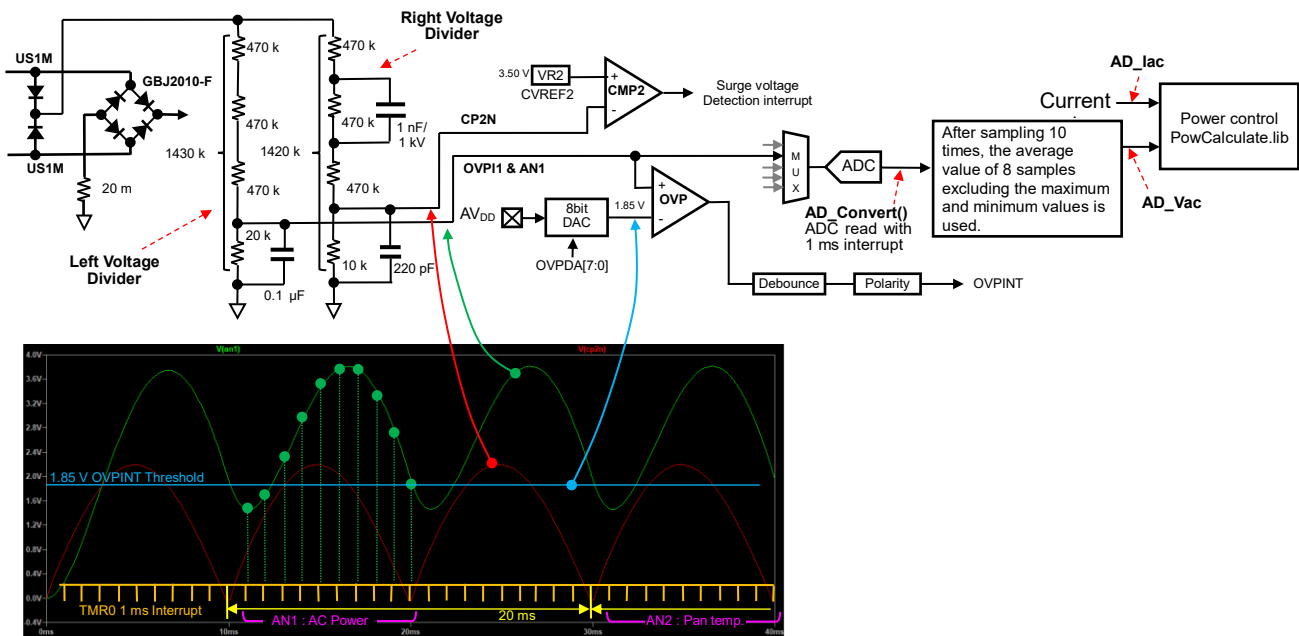 US1M
GBJ2010-F
US1M
20 m
470 k
470 k
1430 k
470 k
20 k
0.1 µF
Left Voltage
Divider
Right Voltage
Divider
470 k
470 k
1 nF/
1 kV
1420 k
470 k
10 k
220 pF
CP2N
OVPI1 & AN1
3.50 V
VR2
CVREF2
+
CMP2
-
Surge voltage
Detection interrupt
AVDD
8bit
DAC
OVPDA[7:0]
1.85 V
+
OVP
-
M
U
X
ADC
AD_Convert()
ADC read with
1 ms interrupt
After sampling 10
times, the average
value of 8 samples
excluding the maximum
and minimum values is
used.
Current
AD_Iac
AD_Vac
Power control
PowCalculate.lib
Debounce
Polarity
OVPINT
V(an1)
V(cp2n)
4.0V
3.6V
3.2V
2.8V
2.4V
2.0V
1.6V
1.2V
0.8V
0.4V
0.0V
-0.4V
1.85 V OVPINT Threshold
TMR0 1 ms Interrupt
20 ms
AN1 : AC Power
AN2 : Pan temp.
0ms
10ms
20ms
30ms
40ms